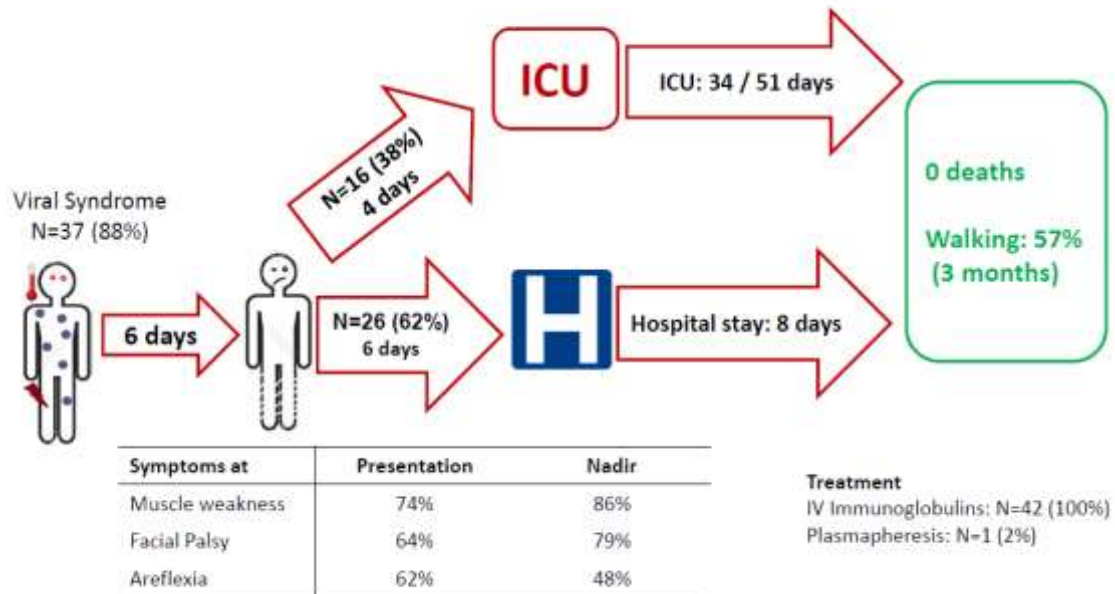 ICU
ICU: 34 / 51 days
N=16 (38%)
4 days
0 deaths
Walking: 57%
(3 months)
Viral Syndrome
N=37 (88%)
6 days
N=26 (62%)
6 days
H
Hospital stay: 8 days
Symptoms at Presentation Nadir
Muscle weakness 74% 86%
Facial Palsy 64% 79%
Areflexia 62% 48%
Treatment
IV Immunoglobulins: N=42 (100%)
Plasmapheresis: N=1 (2%)